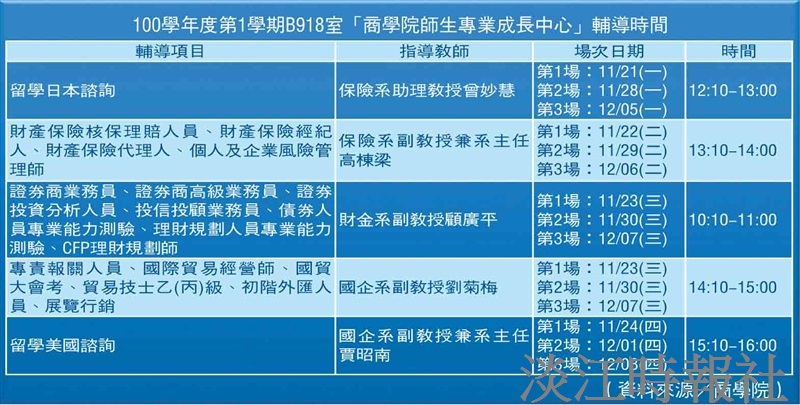 100學年度第1學期B918室「商學院師生專業成長中心」輔導時間
輔導項目 指導教師 場次日期 時間
留學日本諮詢 保險系助理教授曾妙慧 第1場：11/21(一) 12:10-13:00
第2場：11/28(一)
第3場：12/05(一)
財產保險核保理賠人員、財產保險經紀
人、財產保險代理人、個人及企業風險管
理師
保險系副教授兼系主任
高棟梁
第1場：11/22(二)
第2場：11/29(二)
第3場：12/06(二)
13:10-14:00
證券商業務員、證券商高級業務員、證券
投資分析人員、投信投顧業務員、債券人
員專業能力測驗、理財規劃人員專業能力
測驗、CFP理財規劃師
財金系副教授顧廣平
第1場：11/23(三)
第2場：11/30(三)
第3場：12/07(三)
10:10-11:00
專責報關人員、國際貿易經營師、國貿
大會考、貿易技士乙(丙)級、初階外匯人
員、展覽行銷
國企系副教授劉菊梅
第1場：11/23(三)
第2場：11/30(三)
第3場：12/07(三)
14:10-15:00
留學美國諮詢
國企系副教授兼系主任
賈昭南
第1場：11/24(四)
第2場：12/01(四)
第3場：12/08(四)
15:10-16:00
(資料來源／商學院)
淡江時報社